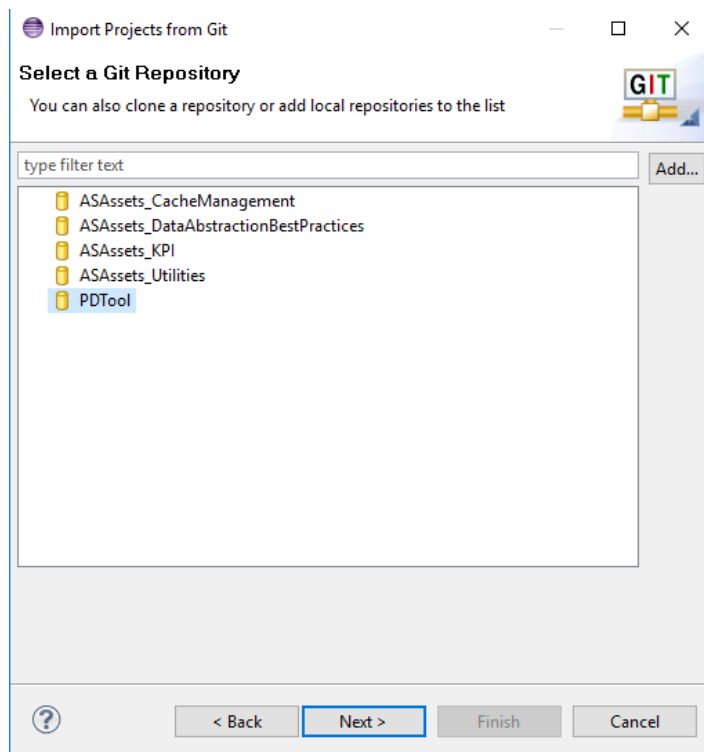 Import Projects from Git
Select a Git Repository
You can also clone a repository or add local repositories to the list
GIT
type filter text
Add...
ASAssets_CacheManagement
ASAssets_DataAbstractionBestPractices
ASAssets_KPI
ASAssets_Utilities
PDTool
?
< Back
Next >
Finish
Cancel